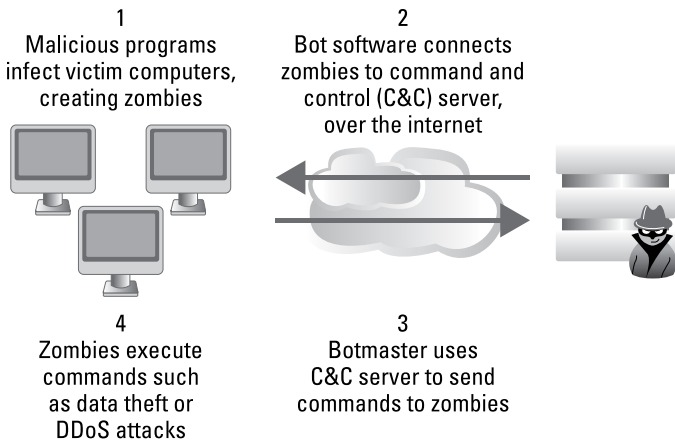 1
Malicious programs
infect victim computers,
creating zombies
2
Bot software connects
zombies to command and
control (C&C) server,
over the internet
3
Botmaster uses
C&C server to send
commands to zombies
4
Zombies execute
commands such
as data theft or
DDoS attacks